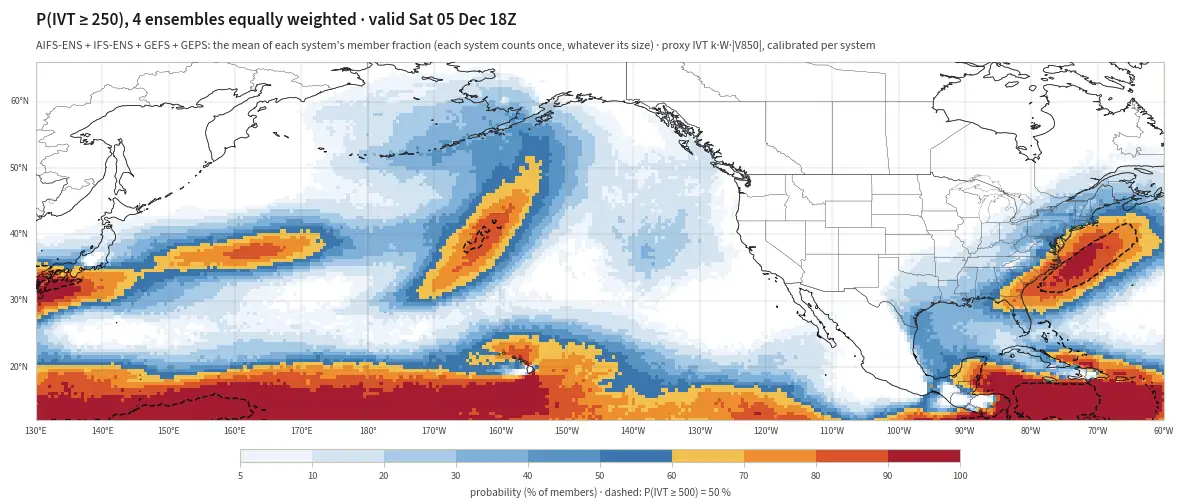 P(IVT ≥ 250), 4 ensembles equally weighted · valid Sat 05 Dec 18Z
AIFS-ENS + IFS-ENS + GEFS + GEPS: the mean of each system's member fraction (each system counts once, whatever its size) · proxy IVT k·W·|V850|, calibrated per system
60°N
50°N
40°N
30°N
20°N
130°E 140°E 150°E 160°E 170°E 180° 170°W 160°W 150°W 140°W 130°W 120°W 110°W 100°W 90°W 80°W 70°W 60°W
5 10 20 30 40 50 60 70 80 90 100
probability (% of members) · dashed: P(IVT ≥ 500) = 50 %